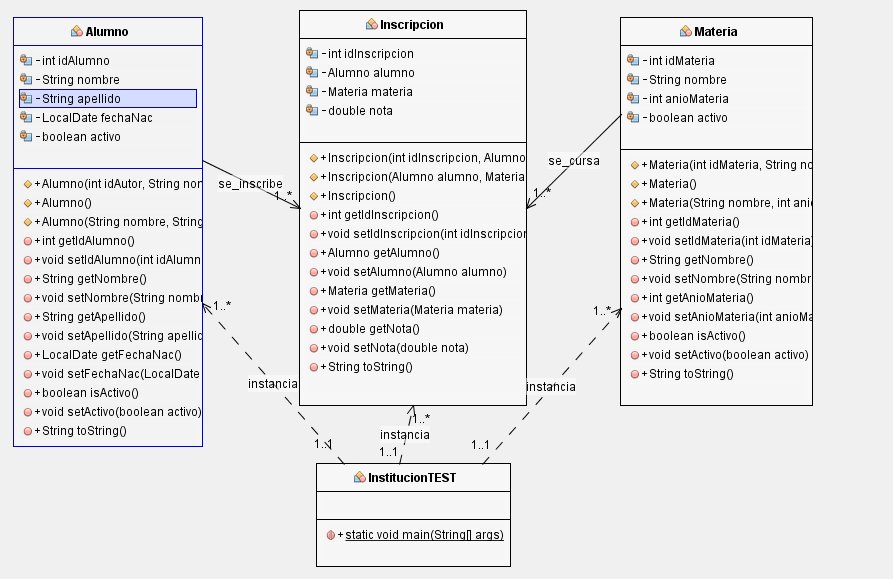 Alumno
-int idAlumno
-String nombre
-String apellido
-LocalDate fechaNac
-boolean activo
+Alumno(int idAutor, String nor
+Alumno()
+Alumno(String nombre, String
+int getIdAlumno()
+void setIdAlumno(int idAlumn
+String getNombre()
+void setNombre(String nomb
+String getApellido()
+void setApellido(String apellid
+LocalDate getFechaNac()
+void setFechaNac(LocalDate
+boolean isActivo()
+void setActivo(boolean activo)
+String toString()
se_inscribe
1..*
Inscripcion
-int idInscripcion
-Alumno alumno
-Materia materia
-double nota
+Inscripcion(int idInscripcion, Alumno
+Inscripcion(Alumno alumno, Materia
+Inscripcion()
+int getIdInscripcion()
+void setIdInscripcion(int idInscripcion
+Alumno getAlumno()
+void setAlumno(Alumno alumno)
+Materia getMateria()
+void setMateria(Materia materia)
+double getNota()
+void setNota(double nota)
+String toString()
se_cursa
1..*
Materia
-int idMateria
-String nombre
-int anioMateria
-boolean activo
+Materia(int idMateria, String no
+Materia()
+Materia(String nombre, int anio
+int getIdMateria()
+void setIdMateria(int idMateria)
+String getNombre()
+void setNombre(String nombr
+int getAnioMateria()
+void setAnioMateria(int anioMa
+boolean isActivo()
+void setActivo(boolean activo)
+String toString()
1..*
instancia
1..1
1..*
instancia
1..1
1..*
instancia
1..1
InstitucionTEST
+static void main(String[] args)